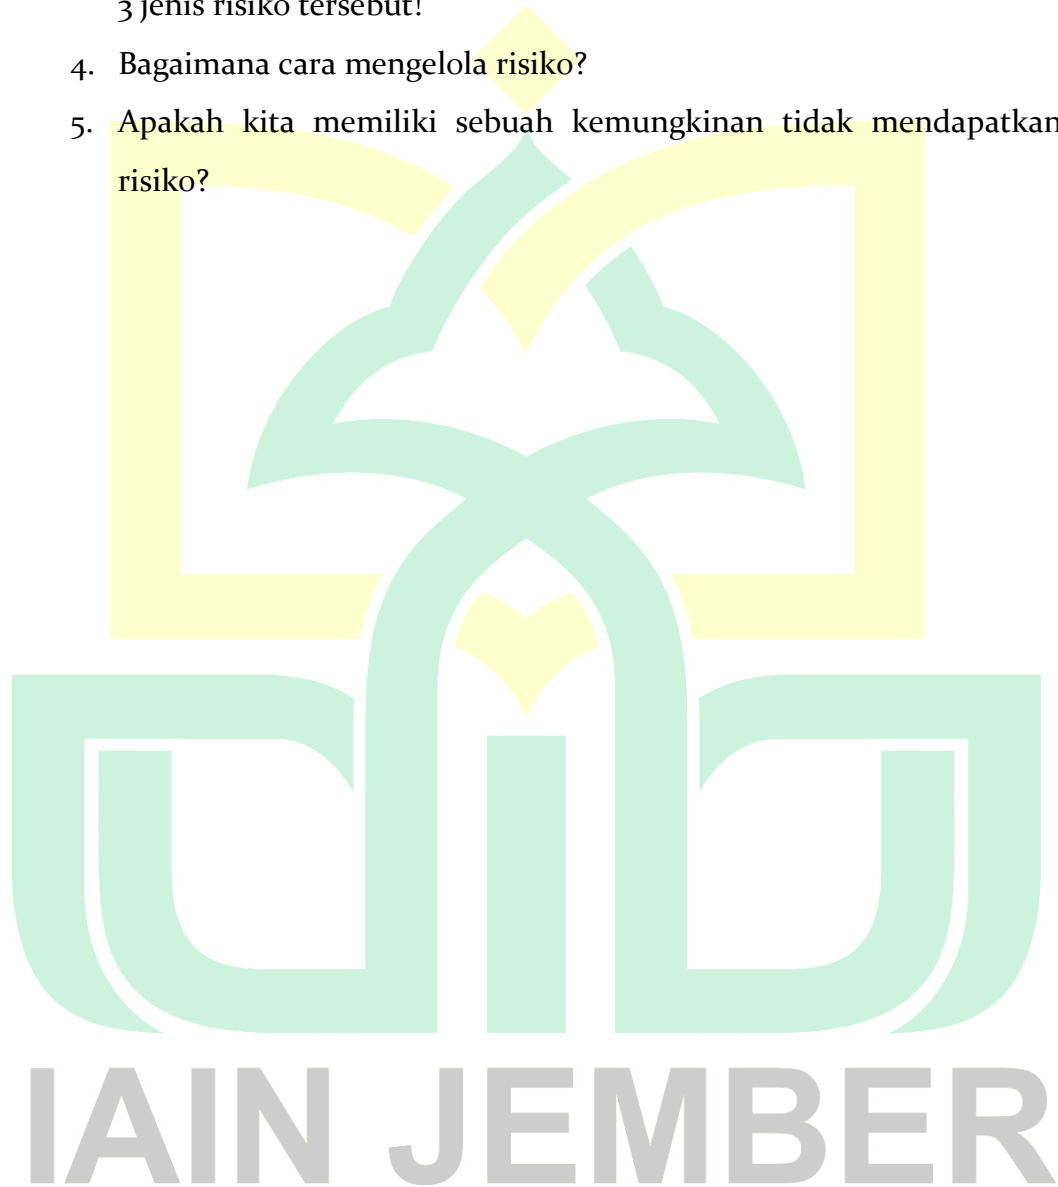 3 jenis risiko tersebut!
4. Bagaimana cara mengelola risiko?
5. Apakah kita memiliki sebuah kemungkinan tidak mendapatkan
risiko?
IAIN JEMBER